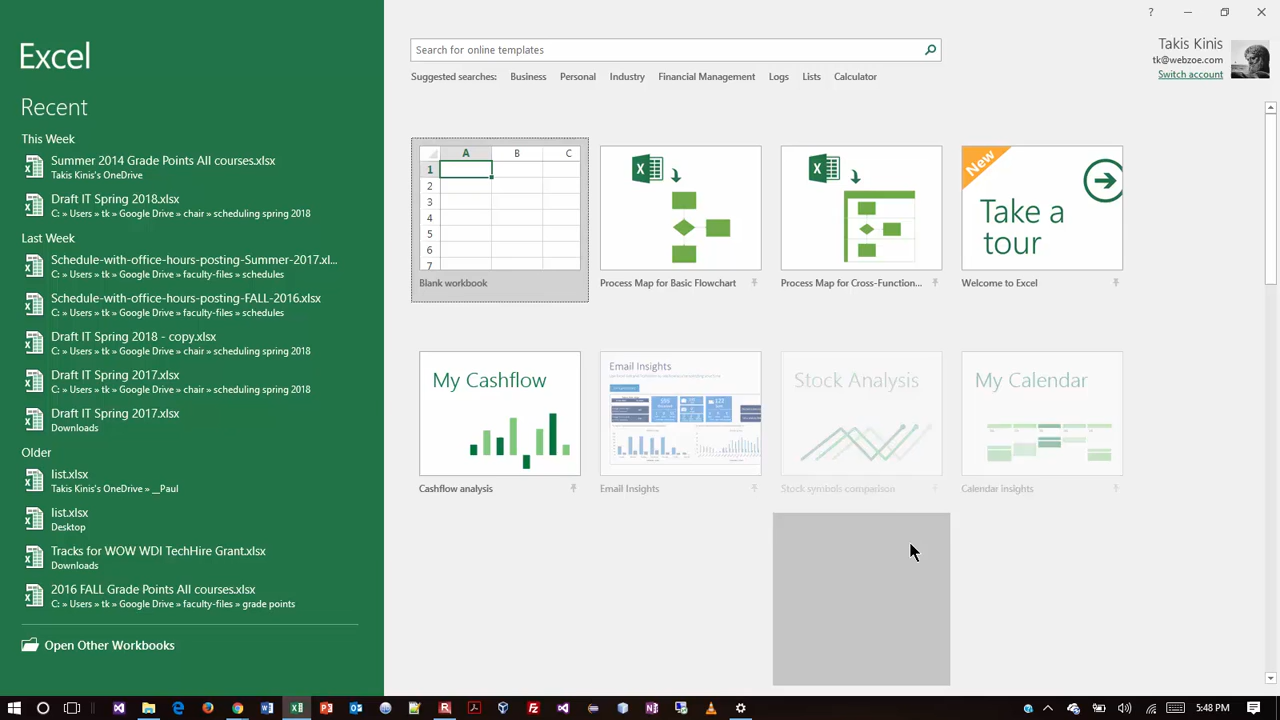 Excel
Recent
This Week
Summer 2014 Grade Points All courses.xlsx
Takis Kinis's OneDrive
Draft IT Spring 2018.xlsx
C: » Users » tk » Google Drive » chair » scheduling spring 2018
Last Week
Schedule-with-office-hours-posting-Summer-2017.xl...
C: » Users » tk » Google Drive » faculty-files » schedules
Schedule-with-office-hours-posting-FALL-2016.xlsx
C: » Users » tk » Google Drive » faculty-files » schedules
Draft IT Spring 2018 - copy.xlsx
C: » Users » tk » Google Drive » chair » scheduling spring 2018
Draft IT Spring 2017.xlsx
C: » Users » tk » Google Drive » chair » scheduling spring 2018
Draft IT Spring 2017.xlsx
Downloads
Older
list.xlsx
Takis Kinis's OneDrive » __Paul
list.xlsx
Desktop
Tracks for WOW WDI TechHire Grant.xlsx
Downloads
2016 FALL Grade Points All courses.xlsx
C: » Users » tk » Google Drive » faculty-files » grade points
Open Other Workbooks
?
Search for online templates
Takis Kinis
tk@webzoe.com
Switch account
Suggested searches: Business Personal Industry Financial Management Logs Lists Calculator
A B C
1
2
3
4
5
6
7
Blank workbook
Process Map for Basic Flowchart
Process Map for Cross-Function...
New
Take a
tour
Welcome to Excel
My Cashflow
Cashflow analysis
Email Insights
Email Insights
Stock Analysis
Stock symbols comparison
My Calendar
Calendar insights
5:48 PM